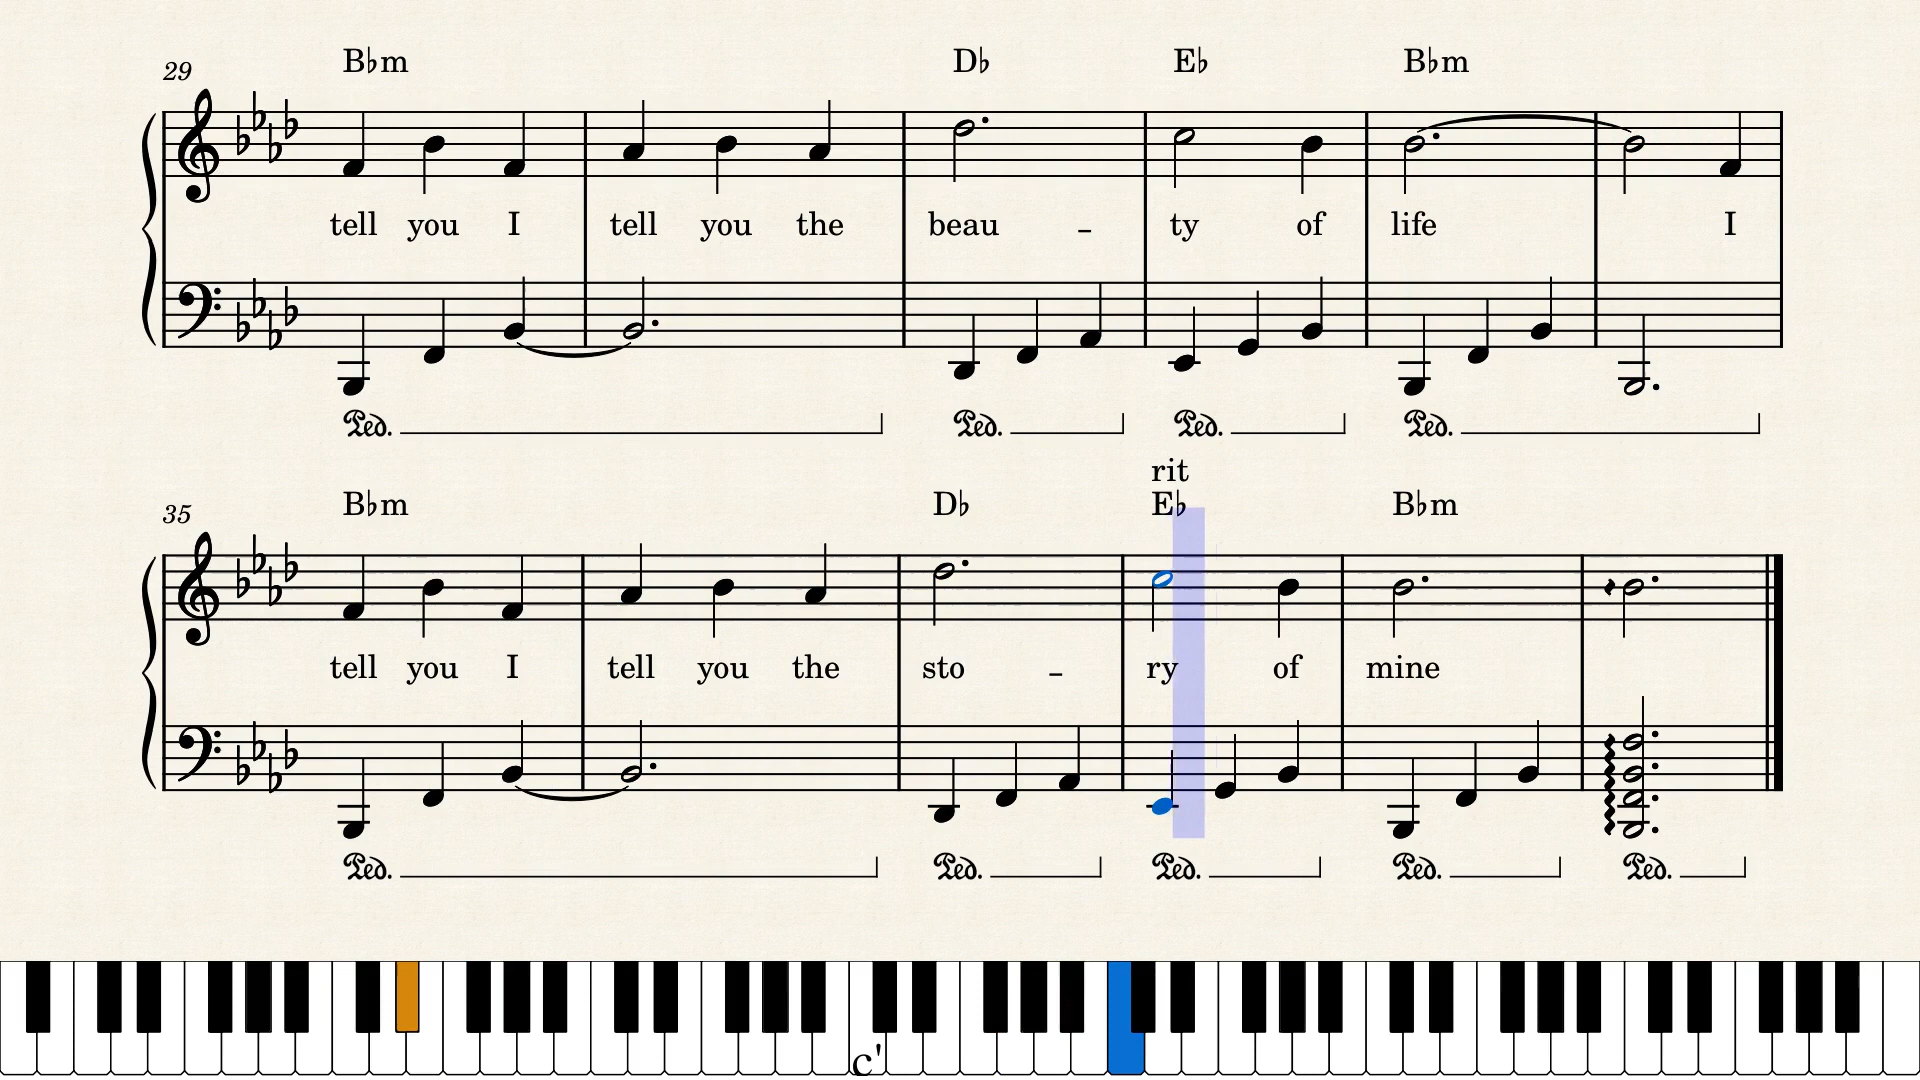 29 B♭m D♭ E♭ B♭m
tell you I tell you the beau - ty of life I
Ped. Ped. Ped. Ped.
rit
35 B♭m D♭ E♭ B♭m
tell you I tell you the sto - ry of mine
Ped. Ped. Ped. Ped. Ped.
c'